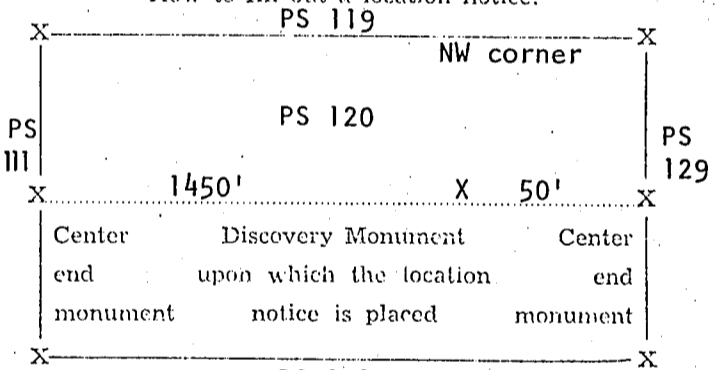 PS 119
X X
NW corner
PS 120
PS 111
PS 129
X 1450' X 50' X
Center Discovery Monument Center
end upon which the location end
monument notice is placed monument
X X